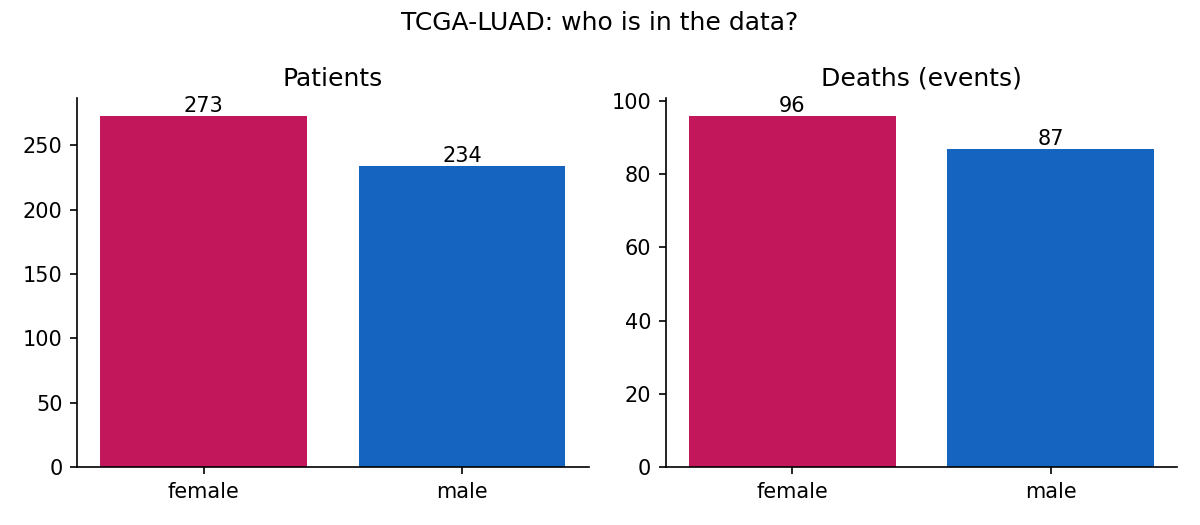 TCGA-LUAD: who is in the data?
Patients
273
234
250
200
150
100
50
0
female
male
Deaths (events)
96
87
100
80
60
40
20
0
female
male